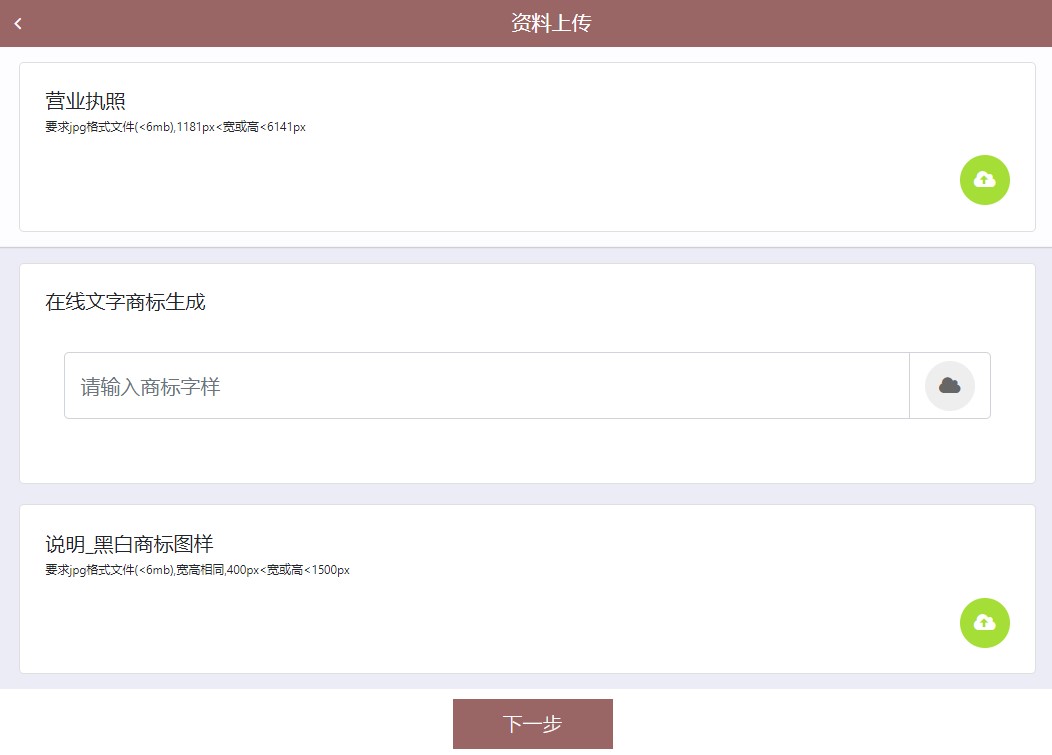 资料上传
营业执照
要求jpg格式文件(<6mb),1181px<宽或高<6141px
在线文字商标生成
请输入商标字样
说明_黑白商标图样
要求jpg格式文件(<6mb),宽高相同,400px<宽或高<1500px
下一步